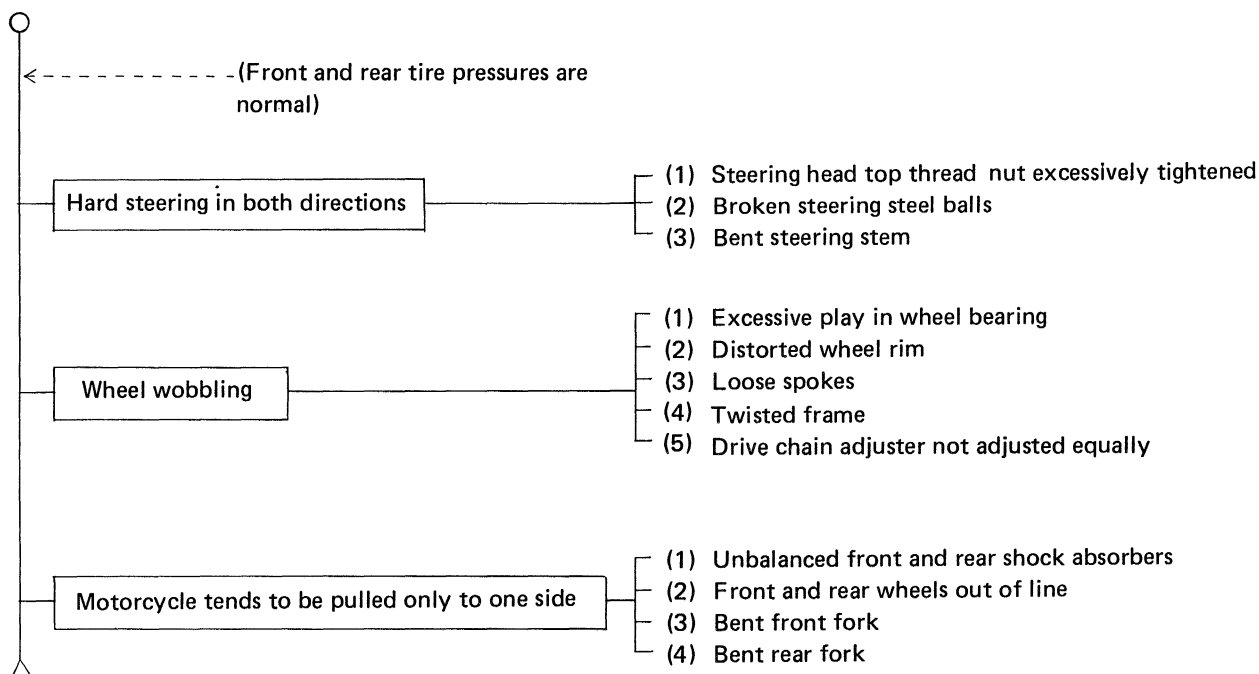 (Front and rear tire pressures are
normal)
Hard steering in both directions
(1) Steering head top thread nut excessively tightened
(2) Broken steering steel balls
(3) Bent steering stem
Wheel wobbling
(1) Excessive play in wheel bearing
(2) Distorted wheel rim
(3) Loose spokes
(4) Twisted frame
(5) Drive chain adjuster not adjusted equally
Motorcycle tends to be pulled only to one side
(1) Unbalanced front and rear shock absorbers
(2) Front and rear wheels out of line
(3) Bent front fork
(4) Bent rear fork